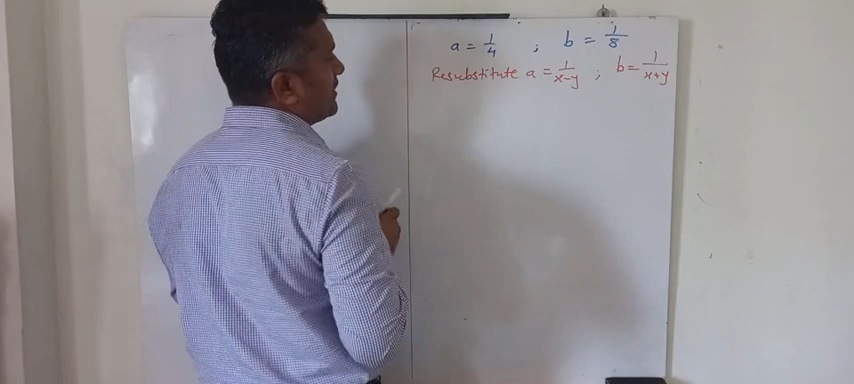 a = 1/4 ; b = 1/8
Resubstitute a = 1/x-y ; b = 1/x+y